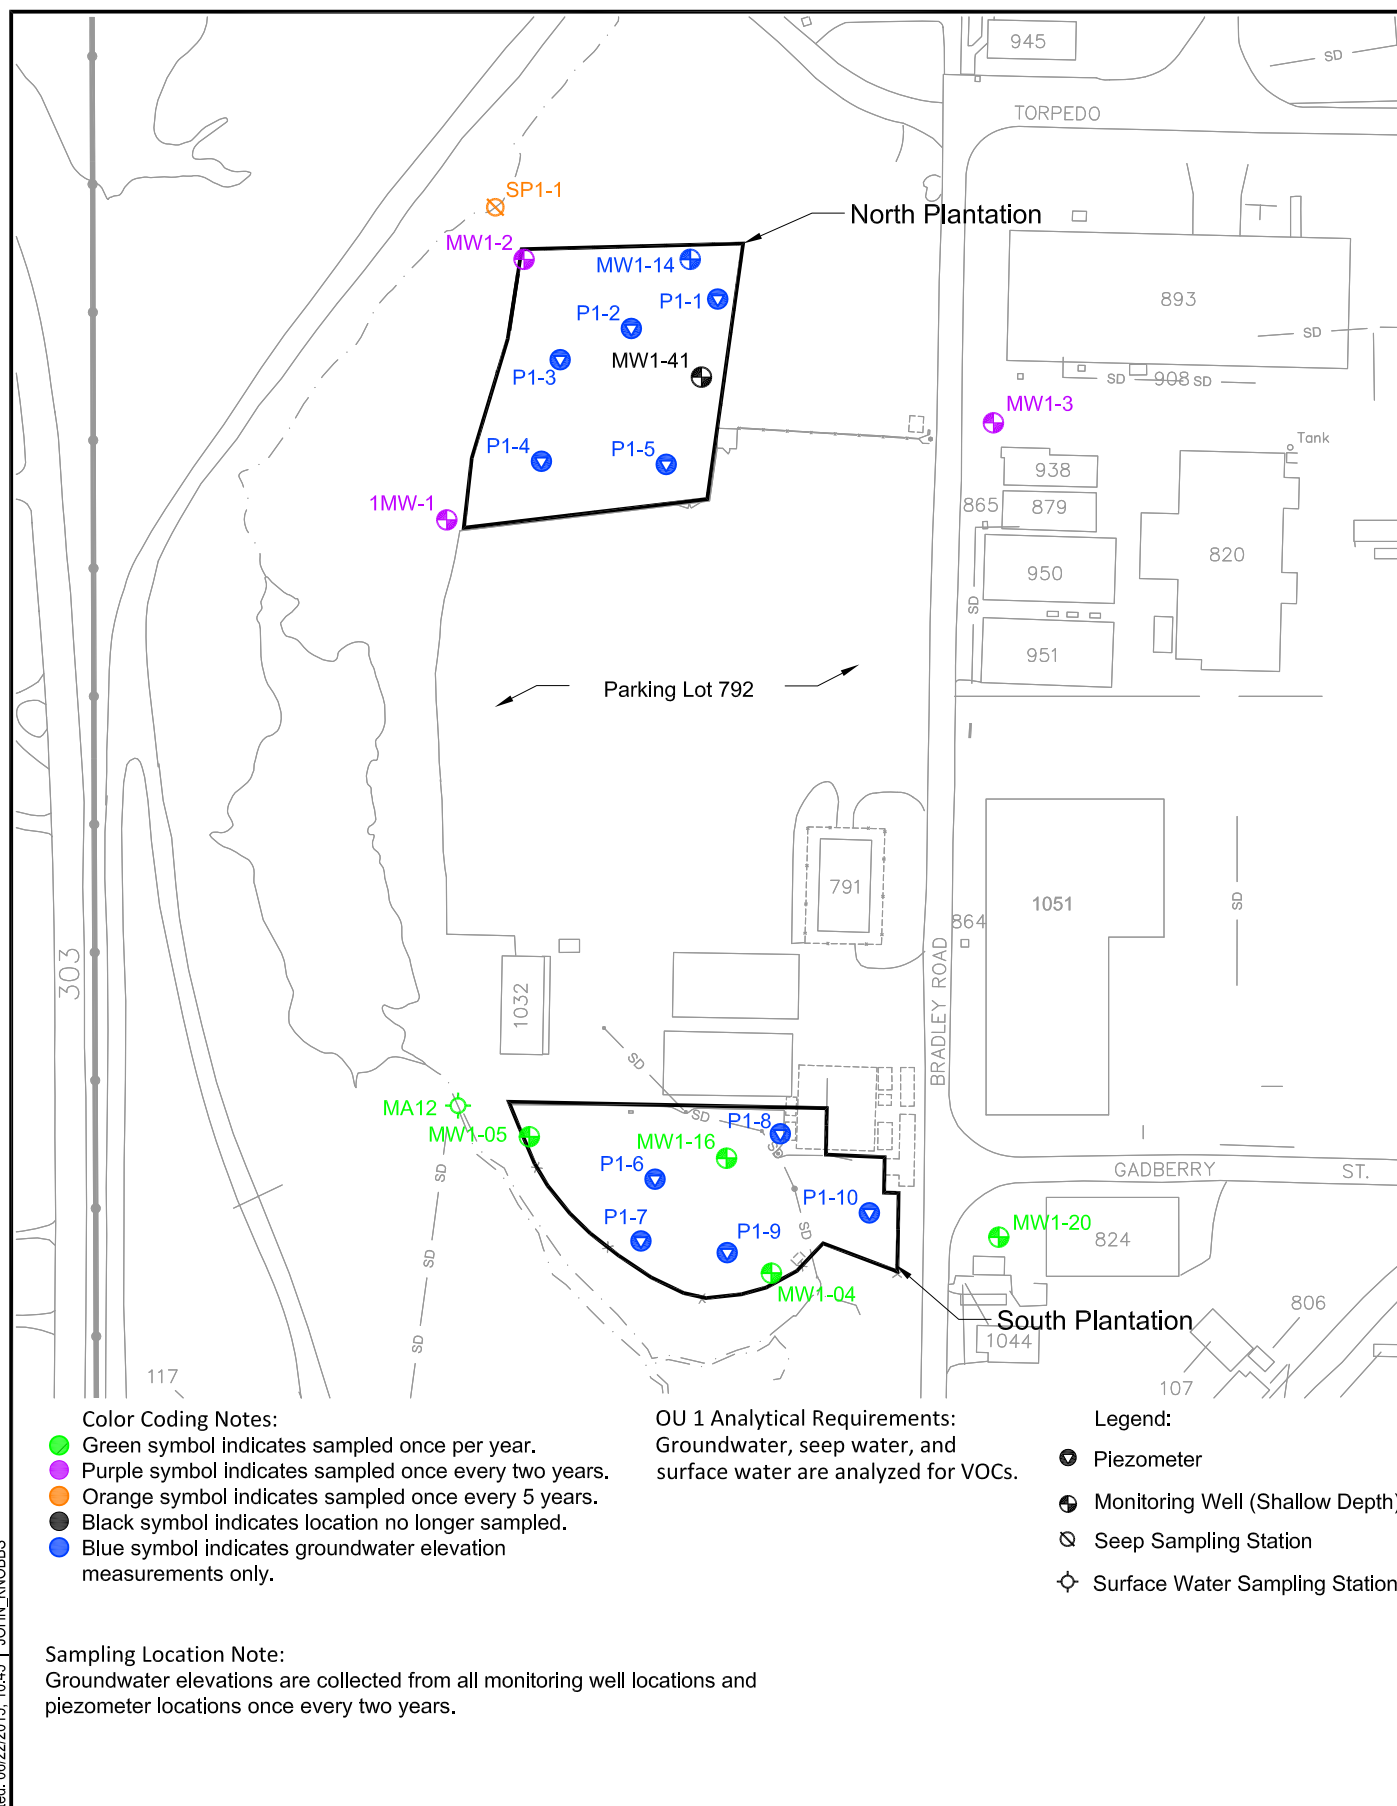 945
SD
TORPEDO
SP1-1
North Plantation
MW1-2
MW1-14
893
P1-1
P1-2
SD
MW1-41
P1-3
SD 908 SD
MW1-3
Tank
P1-4
P1-5
938
1MW-1
865
879
820
950
SD
951
Parking Lot 792
791
1051
SD
864
303
BRADLEY ROAD
1032
SD
MA12
SD
P1-8
MW1-05
MW1-16
SD
P1-6
GADBERRY ST.
SD
P1-10
P1-7
P1-9
SD
MW1-20
824
SD
MW1-04
806
South Plantation
SD
1044
117
107
Color Coding Notes:
Green symbol indicates sampled once per year.
Purple symbol indicates sampled once every two years.
Orange symbol indicates sampled once every 5 years.
Black symbol indicates location no longer sampled.
Blue symbol indicates groundwater elevation
measurements only.
OU 1 Analytical Requirements:
Groundwater, seep water, and
surface water are analyzed for VOCs.
Legend:
Piezometer
Monitoring Well (Shallow Depth)
Seep Sampling Station
Surface Water Sampling Station
Sampling Location Note:
Groundwater elevations are collected from all monitoring well locations and
piezometer locations once every two years.